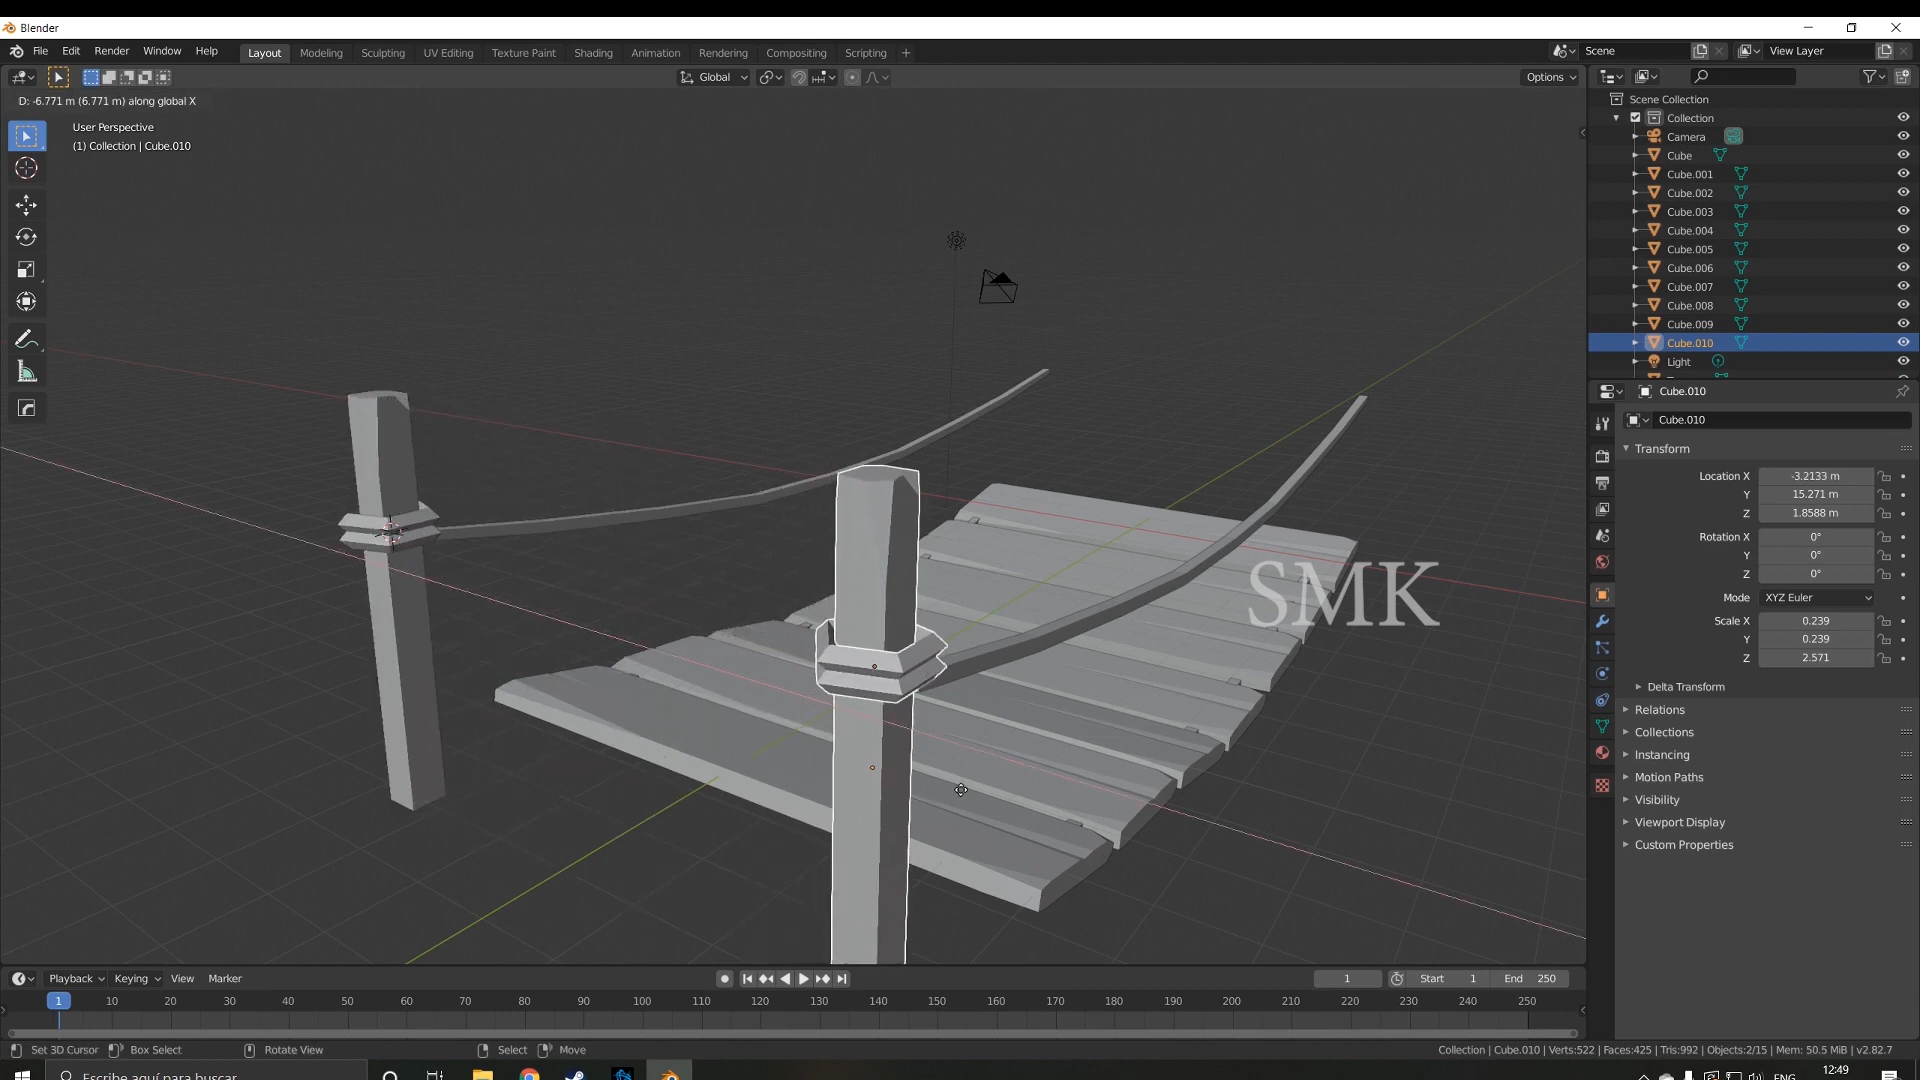 Blender
File Edit Render Window Help Layout Modeling Sculpting UV Editing Texture Paint Shading Animation Rendering Compositing Scripting + Scene View Layer
Global Options
D: -6.771 m (6.771 m) along global X
User Perspective
(1) Collection | Cube.010
Scene Collection
Collection
Camera
Cube
Cube.001
Cube.002
Cube.003
Cube.004
Cube.005
Cube.006
Cube.007
Cube.008
Cube.009
Cube.010
Light
Cube.010
Cube.010
Transform
Location X -3.2133 m
Y 15.271 m
Z 1.8588 m
Rotation X 0°
Y 0°
Z 0°
Mode XYZ Euler
Scale X 0.239
Y 0.239
Z 2.571
Delta Transform
Relations
Collections
Instancing
Motion Paths
Visibility
Viewport Display
Custom Properties
SMK
Playback Keying View Marker 1 Start 1 End 250
1 10 20 30 40 50 60 70 80 90 100 110 120 130 140 150 160 170 180 190 200 210 220 230 240 250
Set 3D Cursor Box Select Rotate View Select Move Collection | Cube.010 | Verts:522 | Faces:425 | Tris:992 | Objects:2/15 | Mem: 50.5 MiB | v2.82.7
Escribe aquí para buscar ENG 12:49